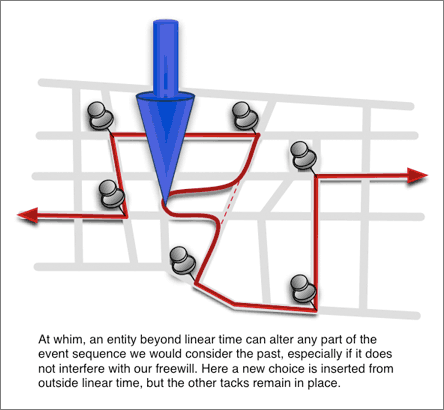 At whim, an entity beyond linear time can alter any part of the
event sequence we would consider the past, especially if it does
not interfere with our freewill. Here a new choice is inserted from
outside linear time, but the other tacks remain in place.